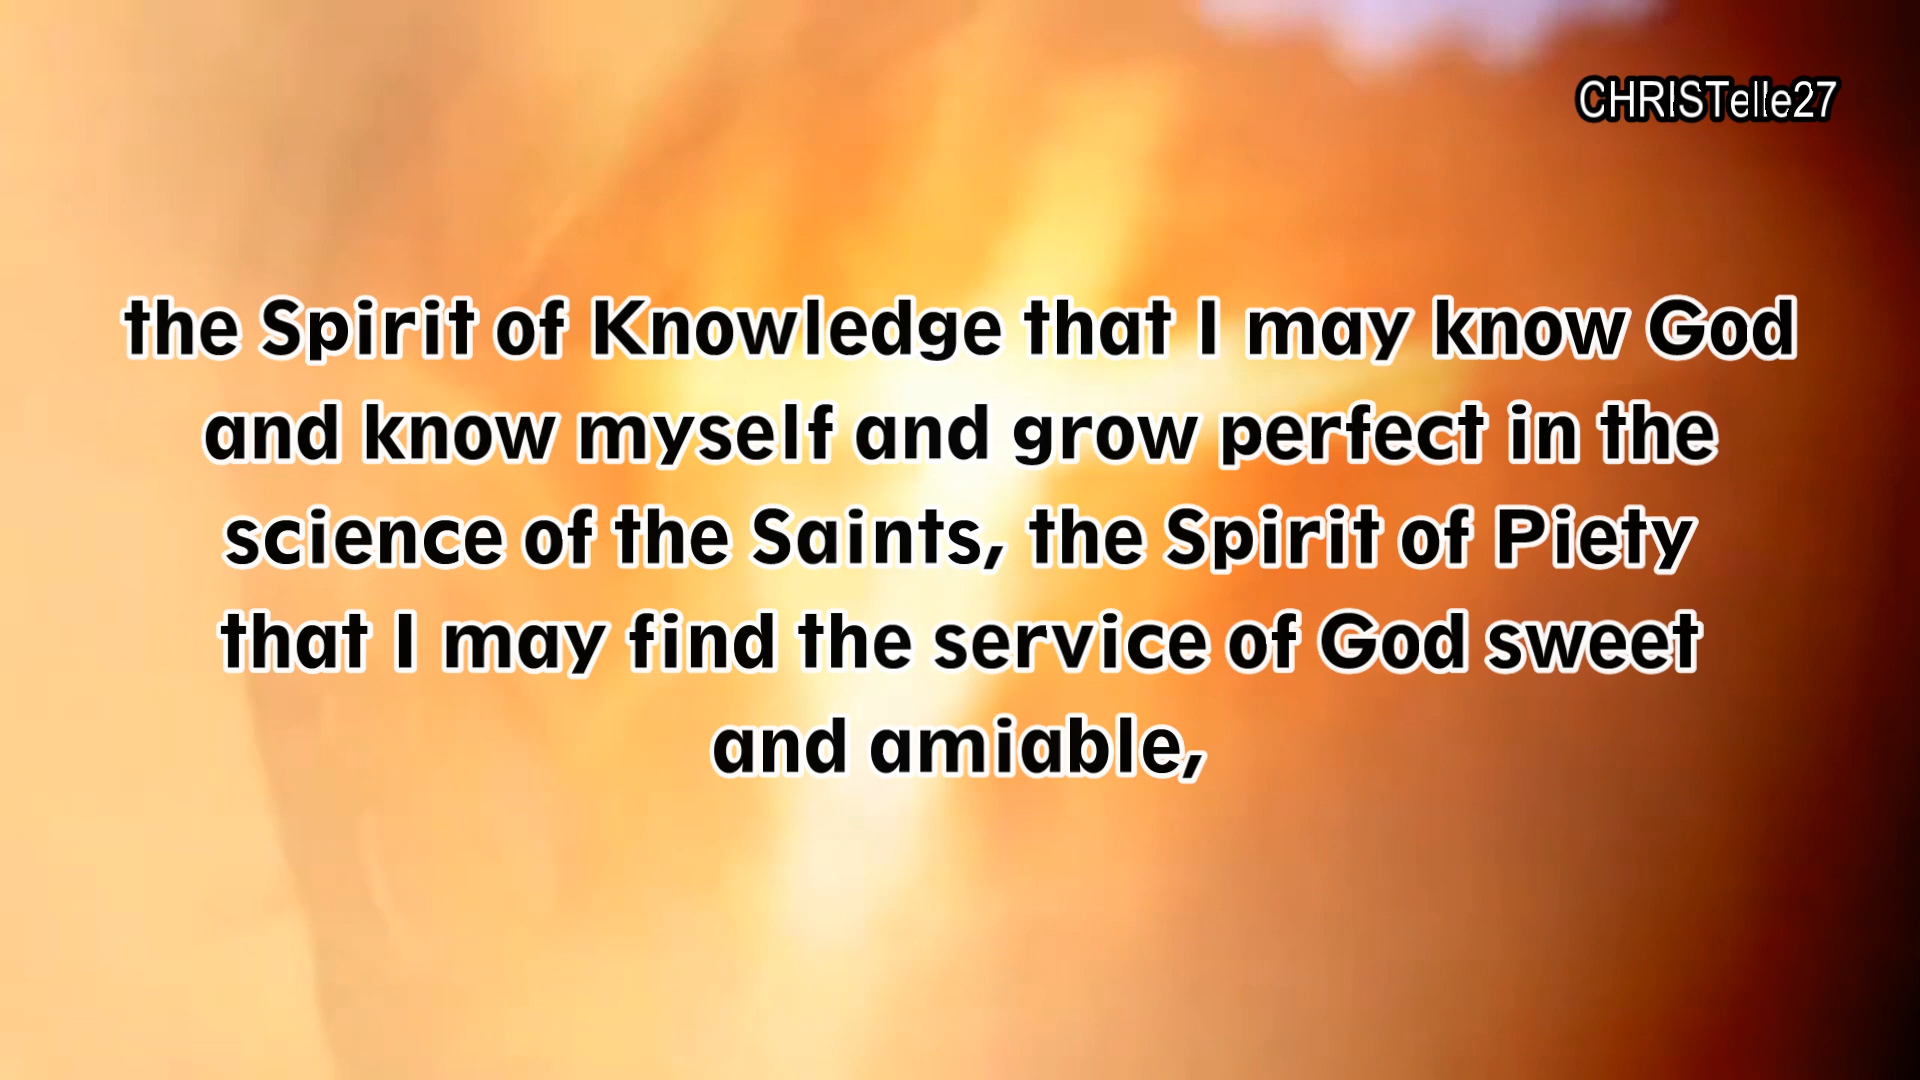 CHRISTelle27
the Spirit of Knowledge that I may know God
and know myself and grow perfect in the
science of the Saints, the Spirit of Piety
that I may find the service of God sweet
and amiable,